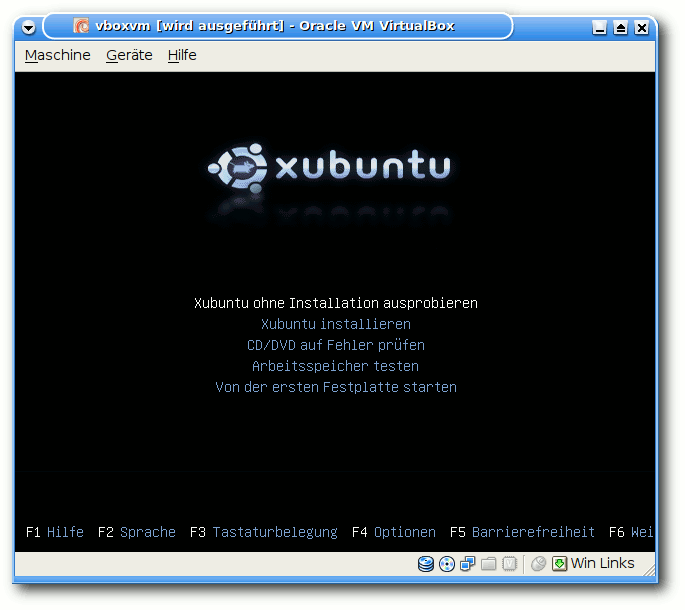 vboxvm [wird ausgeführt] - Oracle VM VirtualBox
Maschine Geräte Hilfe
xubuntu
Xubuntu ohne Installation ausprobieren
Xubuntu installieren
CD/DVD auf Fehler prüfen
Arbeitsspeicher testen
Von der ersten Festplatte starten
F1 Hilfe F2 Sprache F3 Tastaturbelegung F4 Optionen F5 Barrierefreiheit F6 Wei
Win Links